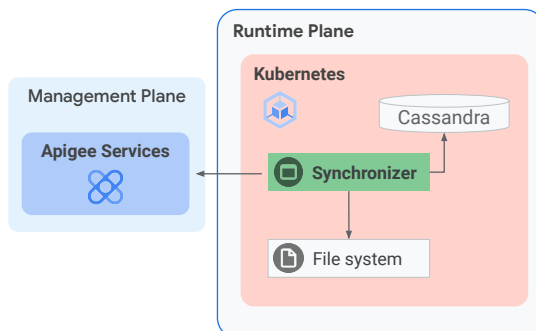 Runtime Plane
Kubernetes
Management Plane
Cassandra
Apigee Services
Synchronizer
File system